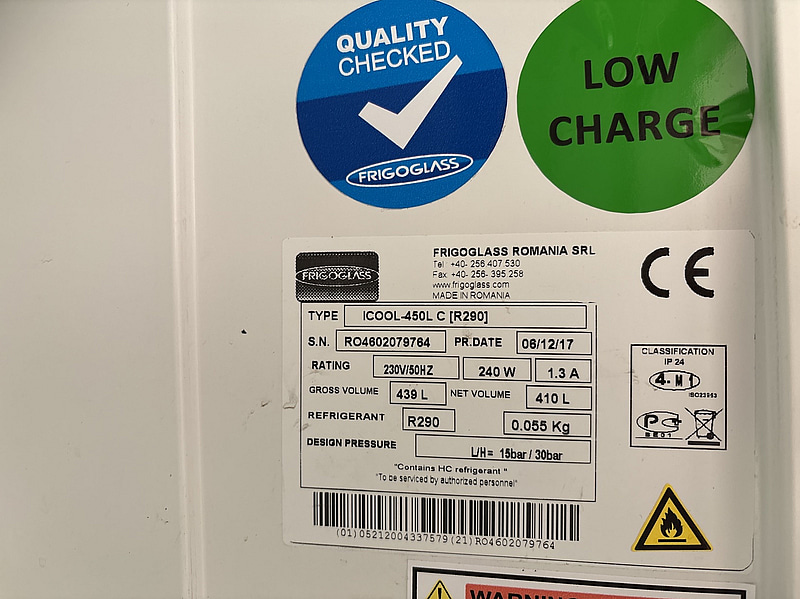 QUALITY
CHECKED
FRIGOGLASS
LOW
CHARGE
FRIGOGLASS
FRIGOGLASS ROMANIA SRL
Tel +40- 256 407 530
Fax +40- 256- 395 258
www.frigoglass.com
MADE IN ROMANIA
CE
TYPE ICOOL-450L C [R290]
S.N. RO4602079764 PR.DATE 06/12/17
RATING 230V/50HZ 240 W 1.3 A
GROSS VOLUME 439 L NET VOLUME 410 L
REFRIGERANT R290 0.055 Kg
DESIGN PRESSURE L/H= 15bar / 30bar
"Contains HC refrigerant "
"To be serviced by authorized personnel"
(01)05212004337579(21)RO4602079764
CLASSIFICATION
IP 24
4- M 1
ISO23953
WARNING